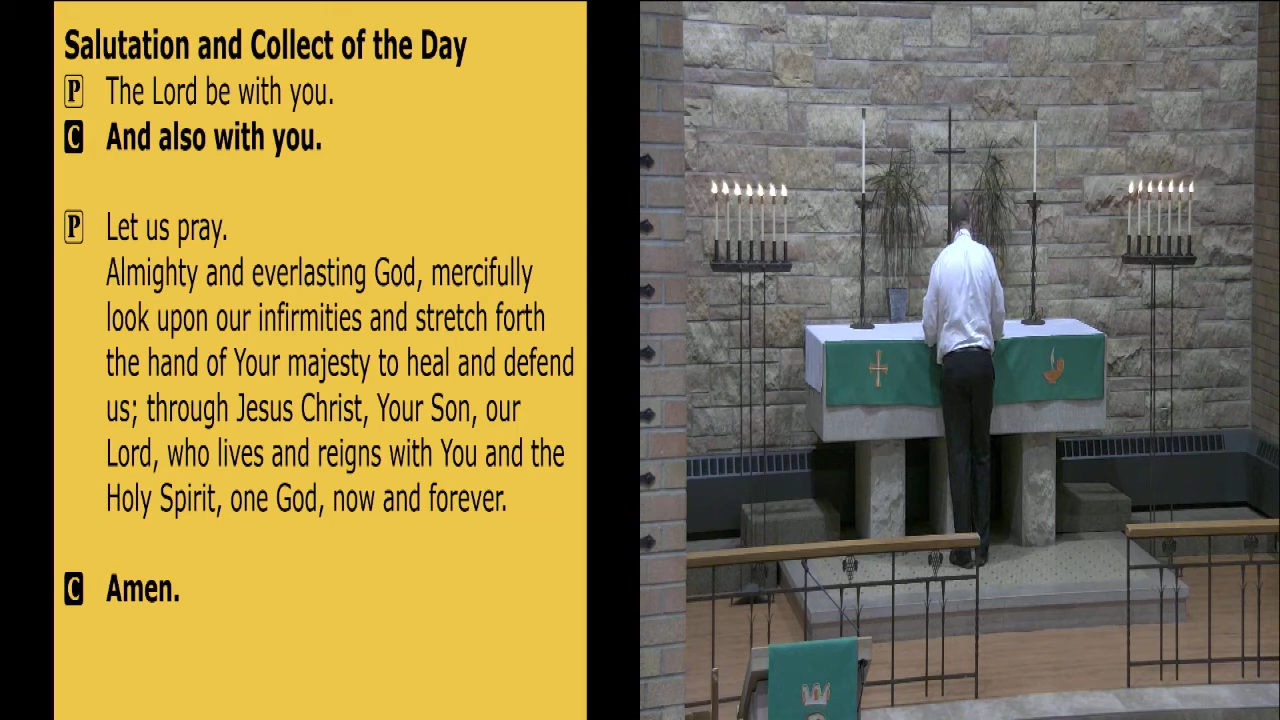 Salutation and Collect of the Day
P The Lord be with you.
C And also with you.
P Let us pray.
Almighty and everlasting God, mercifully
look upon our infirmities and stretch forth
the hand of Your majesty to heal and defend
us; through Jesus Christ, Your Son, our
Lord, who lives and reigns with You and the
Holy Spirit, one God, now and forever.
C Amen.